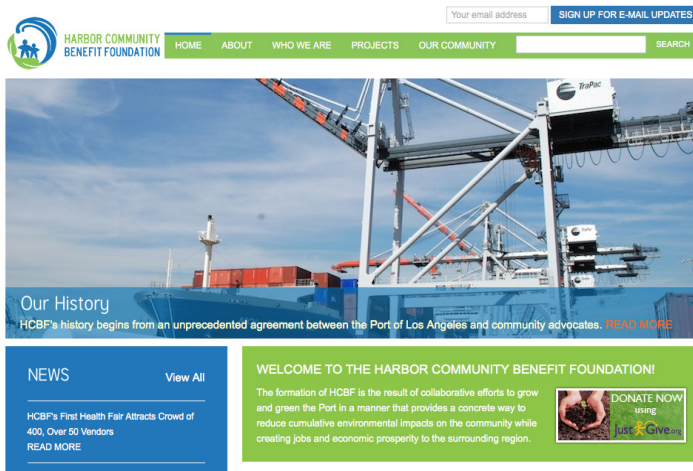 Your email address
SIGN UP FOR E-MAIL UPDATES
HARBOR COMMUNITY
BENEFIT FOUNDATION
HOME
ABOUT
WHO WE ARE
PROJECTS
OUR COMMUNITY
SEARCH
TraPac
Our History
HCBF's history begins from an unprecedented agreement between the Port of Los Angeles and community advocates. READ MORE
NEWS
View All
HCBF's First Health Fair Attracts Crowd of
400, Over 50 Vendors
READ MORE
WELCOME TO THE HARBOR COMMUNITY BENEFIT FOUNDATION!
The formation of HCBF is the result of collaborative efforts to grow
and green the Port in a manner that provides a concrete way to
reduce cumulative environmental impacts on the community while
creating jobs and economic prosperity to the surrounding region.
DONATE NOW
using
JustGive.org